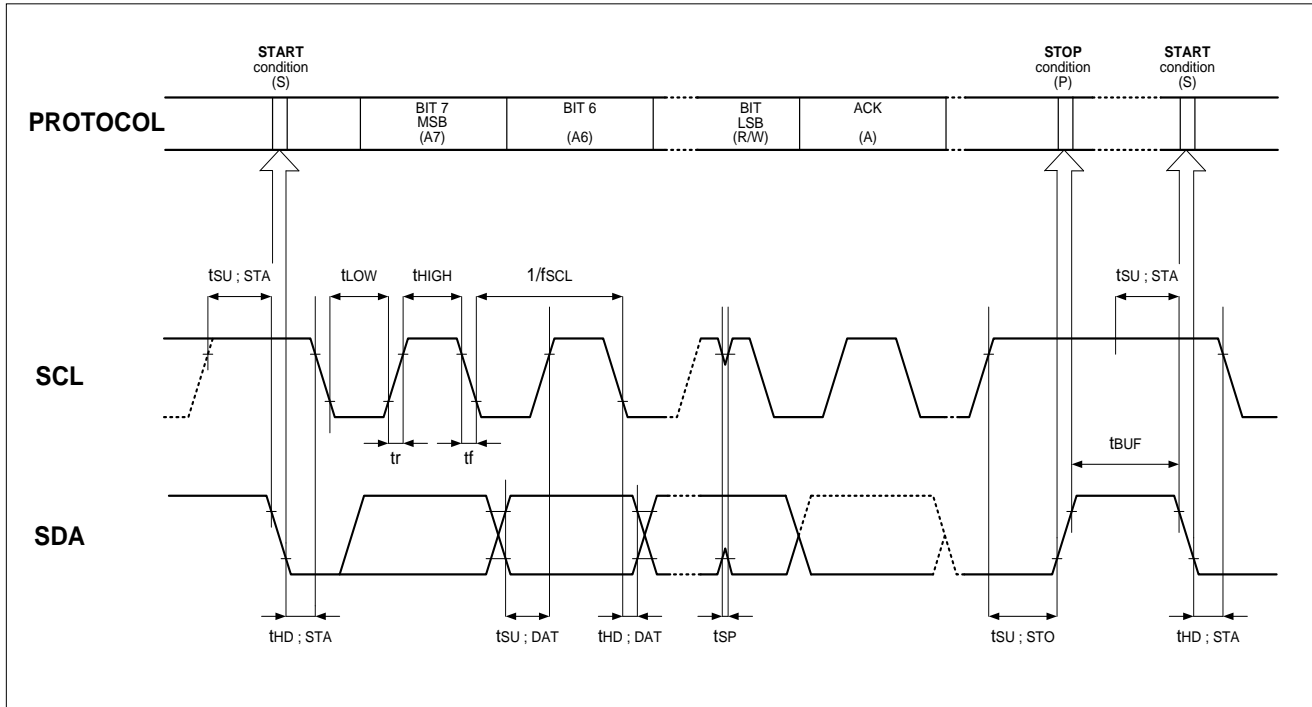 START
condition
(S)
STOP
condition
(P)
START
condition
(S)
PROTOCOL
BIT 7
MSB
(A7)
BIT 6
(A6)
BIT
LSB
(R/W)
ACK
(A)
tSU ; STA
tLOW
tHIGH
1/fSCL
tSU ; STA
SCL
tr
tf
tBUF
SDA
tHD ; STA
tSU ; DAT
tHD ; DAT
tSP
tSU ; STO
tHD ; STA